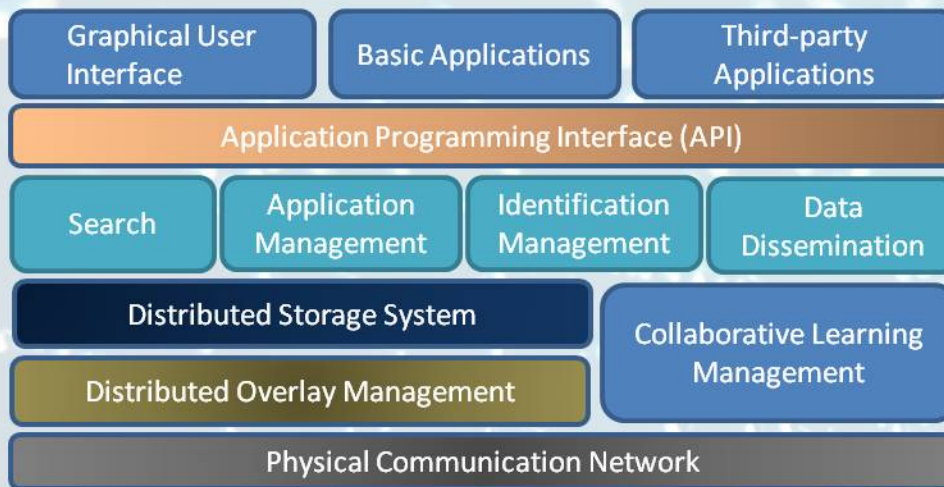 Graphical User
Interface
Basic Applications
Third-party
Applications
Application Programming Interface (API)
Search
Application
Management
Identification
Management
Data
Dissemination
Distributed Storage System
Collaborative Learning
Management
Distributed Overlay Management
Physical Communication Network